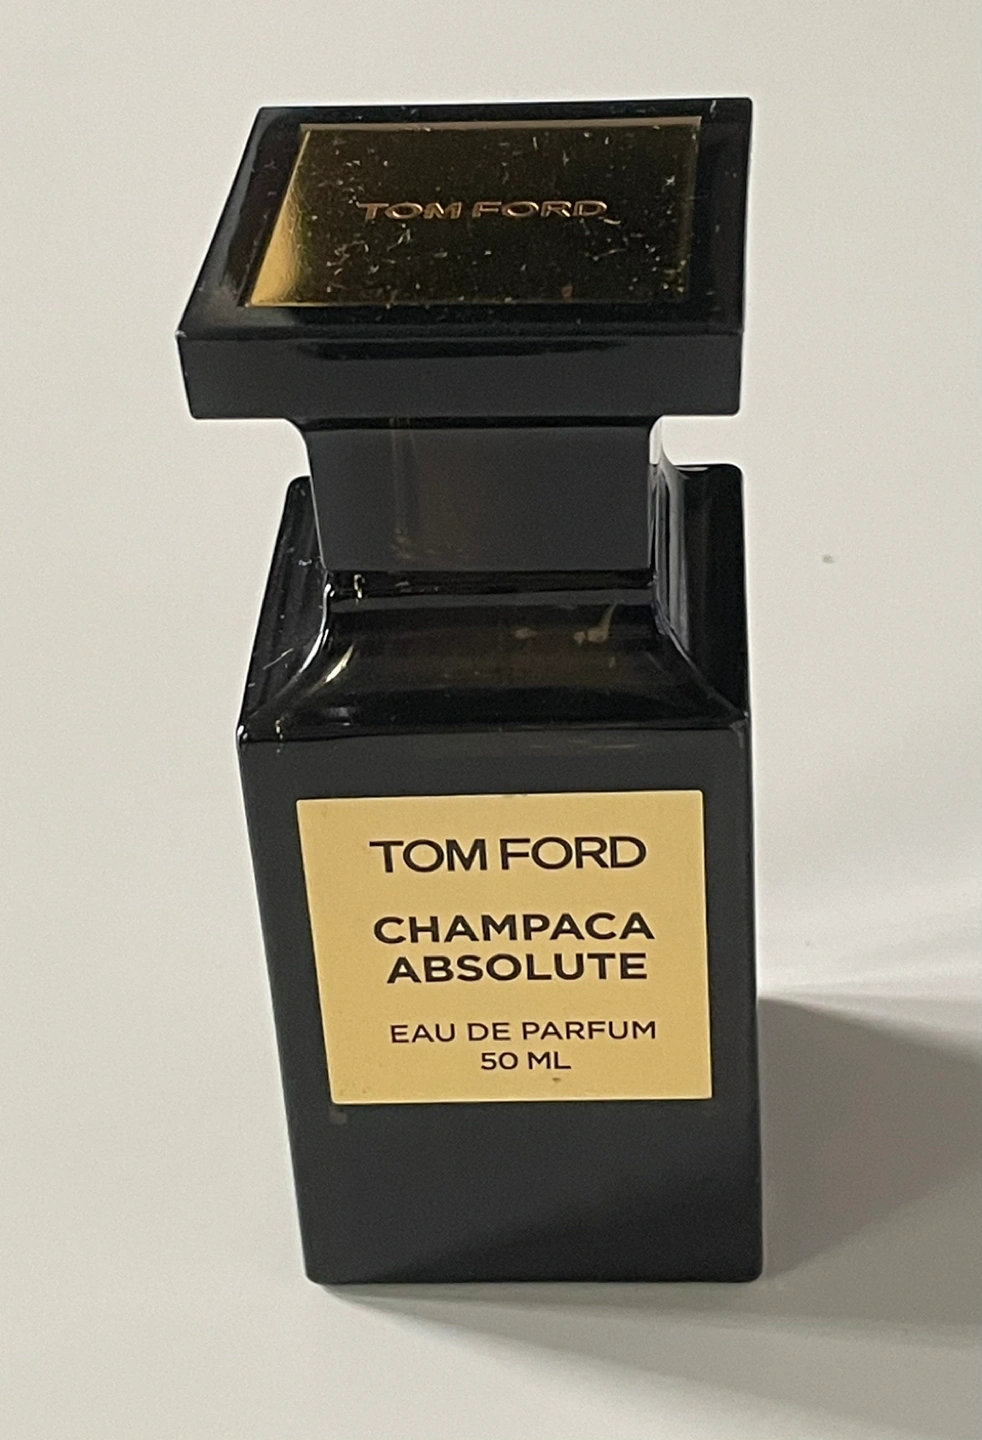 TOM FORD
TOM FORD
CHAMPACA
ABSOLUTE
EAU DE PARFUM
50 ML